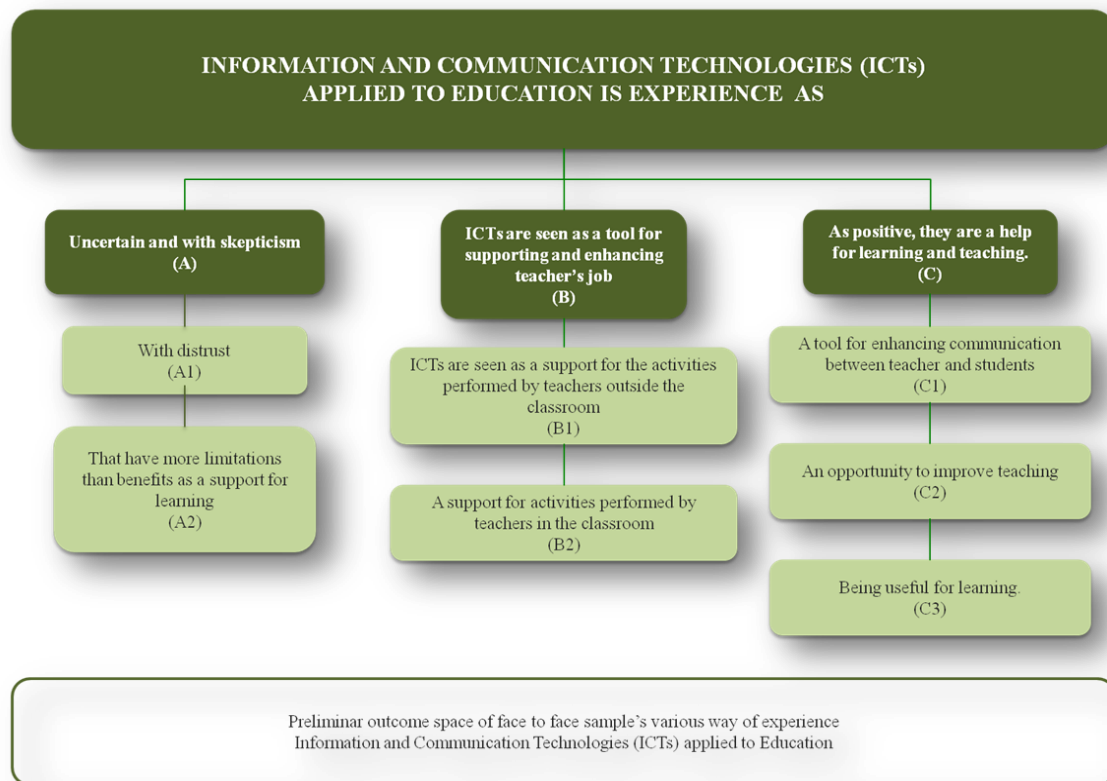 INFORMATION AND COMMUNICATION TECHNOLOGIES (ICTs)
APPLIED TO EDUCATION IS EXPERIENCE AS
Uncertain and with skepticism
(A)
With distrust
(A1)
That have more limitations
than benefits as a support for
learning
(A2)
ICTs are seen as a tool for
supporting and enhancing
teacher's job
(B)
ICTs are seen as a support for the activities
performed by teachers outside the
classroom
(B1)
A support for activities performed by
teachers in the classroom
(B2)
As positive, they are a help
for learning and teaching.
(C)
A tool for enhancing communication
between teacher and students
(C1)
An opportunity to improve teaching
(C2)
Being useful for learning.
(C3)
Preliminar outcome space of face to face sample's various way of experience
Information and Communication Technologies (ICTs) applied to Education